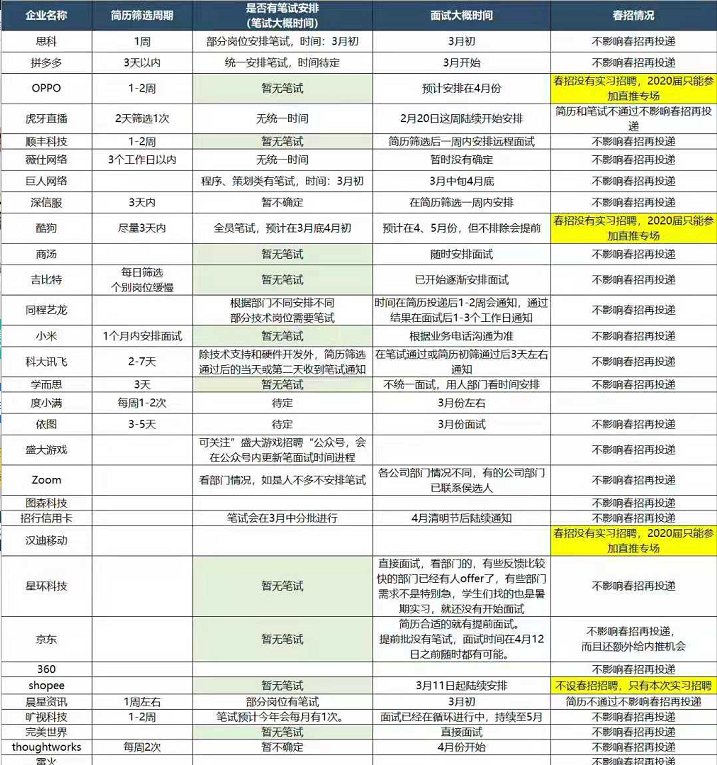 企业名称 简历筛选周期 是否有笔试安排 面试大概时间 春招情况
（笔试大概时间）
思科 1周 部分岗位安排笔试，时间：3月初 3月初 不影响春招再投递
拼多多 3天以内 统一安排笔试，时间待定 3月开始 不影响春招再投递
OPPO 1-2周 暂无笔试 预计安排在4月份 春招没有实习招聘，2020届只能
参加直推专场
虎牙直播 2天筛选1次 无统一时间 2月20日这周陆续开始安排 简历和笔试不通过不影响春招再投
递
顺丰科技 1-2周 暂无笔试 简历筛选后一周内安排远程面试 不影响春招再投递
薇仕网络 3个工作日以内 无统一时间 暂时没有确定 不影响春招再投递
巨人网络 程序、策划类有笔试，时间：3月初 3月中旬4月底 不影响春招再投递
深信服 3天内 暂不确定 在简历筛选一周内安排 不影响春招再投递
酷狗 尽量3天内 全员笔试，预计在3月底4月初 预计在4、5月份，但不排除会提前 春招没有实习招聘，2020届只能
参加直推专场
商汤 暂无笔试 随时安排面试 不影响春招再投递
吉比特 每日筛选 暂无笔试 已开始逐渐安排面试 不影响春招再投递
个别岗位缓慢
同程艺龙 根据部门不同安排不同 时间在简历投递后1-2周会通知，通过 不影响春招再投递
部分技术岗位需要笔试 结果在面试后1-3个工作日通知
小米 1个月内安排面试 暂无笔试 根据业务电话沟通为准 不影响春招再投递
科大讯飞 2-7天 除技术支持和硬件开发外，简历筛选 在笔试通过或简历初筛通过后3天左右 不影响春招再投递
通过后的当天或第二天收到笔试通知 通知
学而思 3天 暂无笔试 不统一面试，用人部门看时间安排 不影响春招再投递
度小满 每周1-2次 待定 3月份左右
依图 3-5天 待定 3月份面试 不影响春招再投递
盛大游戏 可关注”盛大游戏招聘“公众号，会 不影响春招再投递
在公众号内更新笔面试时间进程
Zoom 看部门情况，如是人不多不安排笔试 各公司部门情况不同，有的公司部门 不影响春招再投递
已联系侯选人
图森科技 不影响春招再投递
招行信用卡 笔试会在3月中分批进行 4月清明节后陆续通知 不影响春招再投递
汉迪移动 春招没有实习招聘，2020届只能
参加直推专场
星环科技 暂无笔试 直接面试，看部门的，有些反馈比较 不影响春招再投递
快的部门已经有人offer了，有些部门
需求不是特别急，学生们找的也是暑
期实习，就还没有开始面试
京东 暂无笔试 简历合适的就有提前面试。 不影响春招再投递，
提前批没有笔试，面试时间在4月12 而且还额外给内推机会
日之前随时都有可能。
360 不影响春招再投递
shopee 暂无笔试 3月11日起陆续安排 不设春招招聘，只有本次实习招聘
晨星资讯 1周左右 部分岗位有笔试 3月初 简历不通过不影响春招再投递
旷视科技 1-2周 笔试预计今年会每月有1次。 面试已经在循环进行中，持续至5月 不影响春招再投递
完美世界 暂无笔试 直接面试 不影响春招再投递
thoughtworks 每周2次 暂不确定 4月份开始 不影响春招再投递
雷火 不影响春招再投递